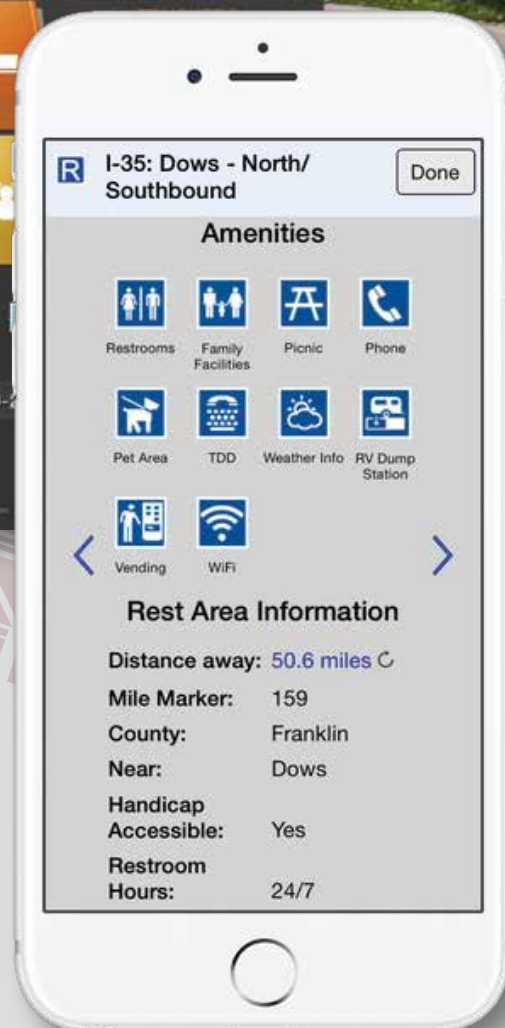 R
I-35: Dows - North/
Southbound
Done
Amenities
Restrooms
Family
Facilities
Picnic
Phone
Pet Area
TDD
Weather Info
RV Dump
Station
Vending
WiFi
Rest Area Information
Distance away: 50.6 miles
Mile Marker: 159
County: Franklin
Near: Dows
Handicap
Accessible: Yes
Restroom
Hours: 24/7